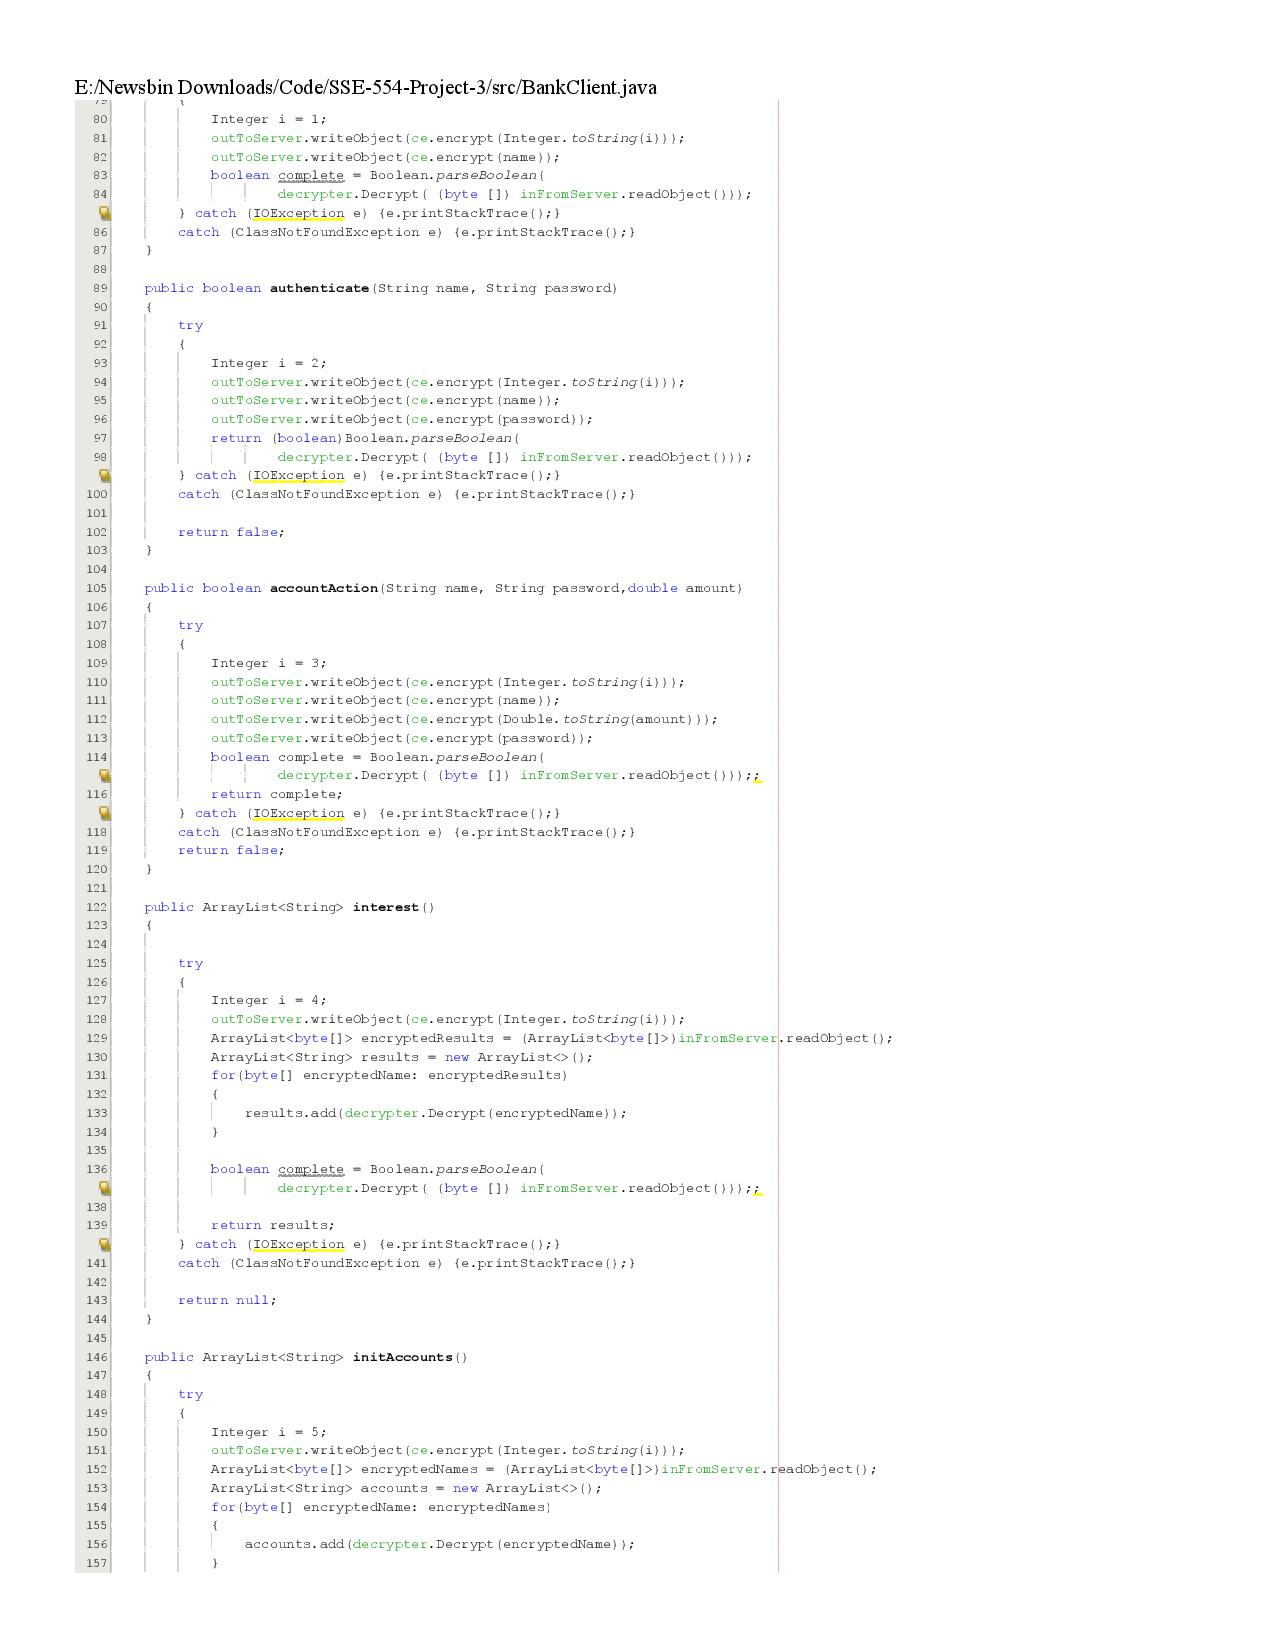 E:/Newsbin Downloads/Code/SSE-554-Project-3/src/BankClient.java
79 {
80 Integer i = 1;
81 outToServer.writeObject(ce.encrypt(Integer.toString(i)));
82 outToServer.writeObject(ce.encrypt(name));
83 boolean complete = Boolean.parseBoolean(
84 decrypter.Decrypt( (byte []) inFromServer.readObject()));
} catch (IOException e) {e.printStackTrace();}
86 catch (ClassNotFoundException e) {e.printStackTrace();}
87 }
88
89 public boolean authenticate(String name, String password)
90 {
91 try
92 {
93 Integer i = 2;
94 outToServer.writeObject(ce.encrypt(Integer.toString(i)));
95 outToServer.writeObject(ce.encrypt(name));
96 outToServer.writeObject(ce.encrypt(password));
97 return (boolean)Boolean.parseBoolean(
98 decrypter.Decrypt( (byte []) inFromServer.readObject()));
} catch (IOException e) {e.printStackTrace();}
100 catch (ClassNotFoundException e) {e.printStackTrace();}
101
102 return false;
103 }
104
105 public boolean accountAction(String name, String password,double amount)
106 {
107 try
108 {
109 Integer i = 3;
110 outToServer.writeObject(ce.encrypt(Integer.toString(i)));
111 outToServer.writeObject(ce.encrypt(name));
112 outToServer.writeObject(ce.encrypt(Double.toString(amount)));
113 outToServer.writeObject(ce.encrypt(password));
114 boolean complete = Boolean.parseBoolean(
decrypter.Decrypt( (byte []) inFromServer.readObject()));;
116 return complete;
} catch (IOException e) {e.printStackTrace();}
118 catch (ClassNotFoundException e) {e.printStackTrace();}
119 return false;
120 }
121
122 public ArrayList<String> interest()
123 {
124
125 try
126 {
127 Integer i = 4;
128 outToServer.writeObject(ce.encrypt(Integer.toString(i)));
129 ArrayList<byte[]> encryptedResults = (ArrayList<byte[]>)inFromServer.readObject();
130 ArrayList<String> results = new ArrayList<>();
131 for(byte[] encryptedName: encryptedResults)
132 {
133 results.add(decrypter.Decrypt(encryptedName));
134 }
135
136 boolean complete = Boolean.parseBoolean(
decrypter.Decrypt( (byte []) inFromServer.readObject()));;
138
139 return results;
} catch (IOException e) {e.printStackTrace();}
141 catch (ClassNotFoundException e) {e.printStackTrace();}
142
143 return null;
144 }
145
146 public ArrayList<String> initAccounts()
147 {
148 try
149 {
150 Integer i = 5;
151 outToServer.writeObject(ce.encrypt(Integer.toString(i)));
152 ArrayList<byte[]> encryptedNames = (ArrayList<byte[]>)inFromServer.readObject();
153 ArrayList<String> accounts = new ArrayList<>();
154 for(byte[] encryptedName: encryptedNames)
155 {
156 accounts.add(decrypter.Decrypt(encryptedName));
157 }